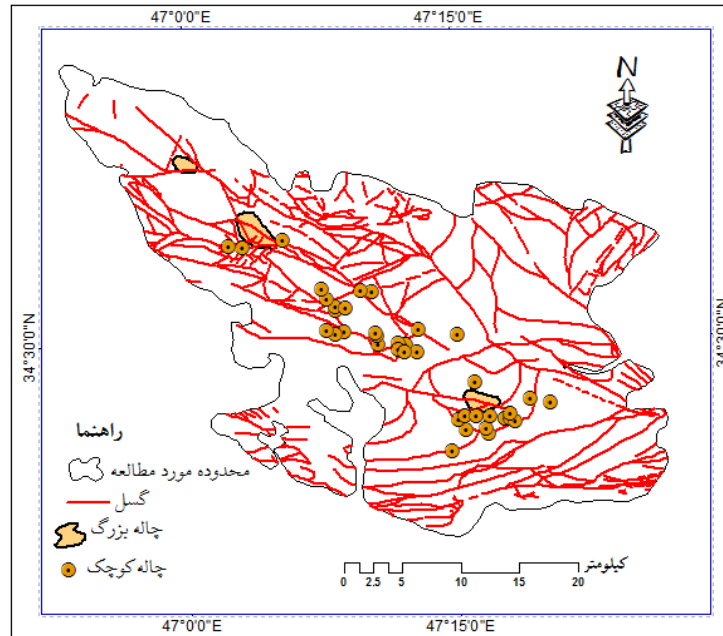 47°0'0"E 47°15'0"E
N
34°30'0"N 34°30'0"N
راهنما
محدوده مورد مطالعه
گسل
چاله بزرگ
چاله کوچک
کیلومتر
0 2.5 5 10 15 20
47°0'0"E 47°15'0"E